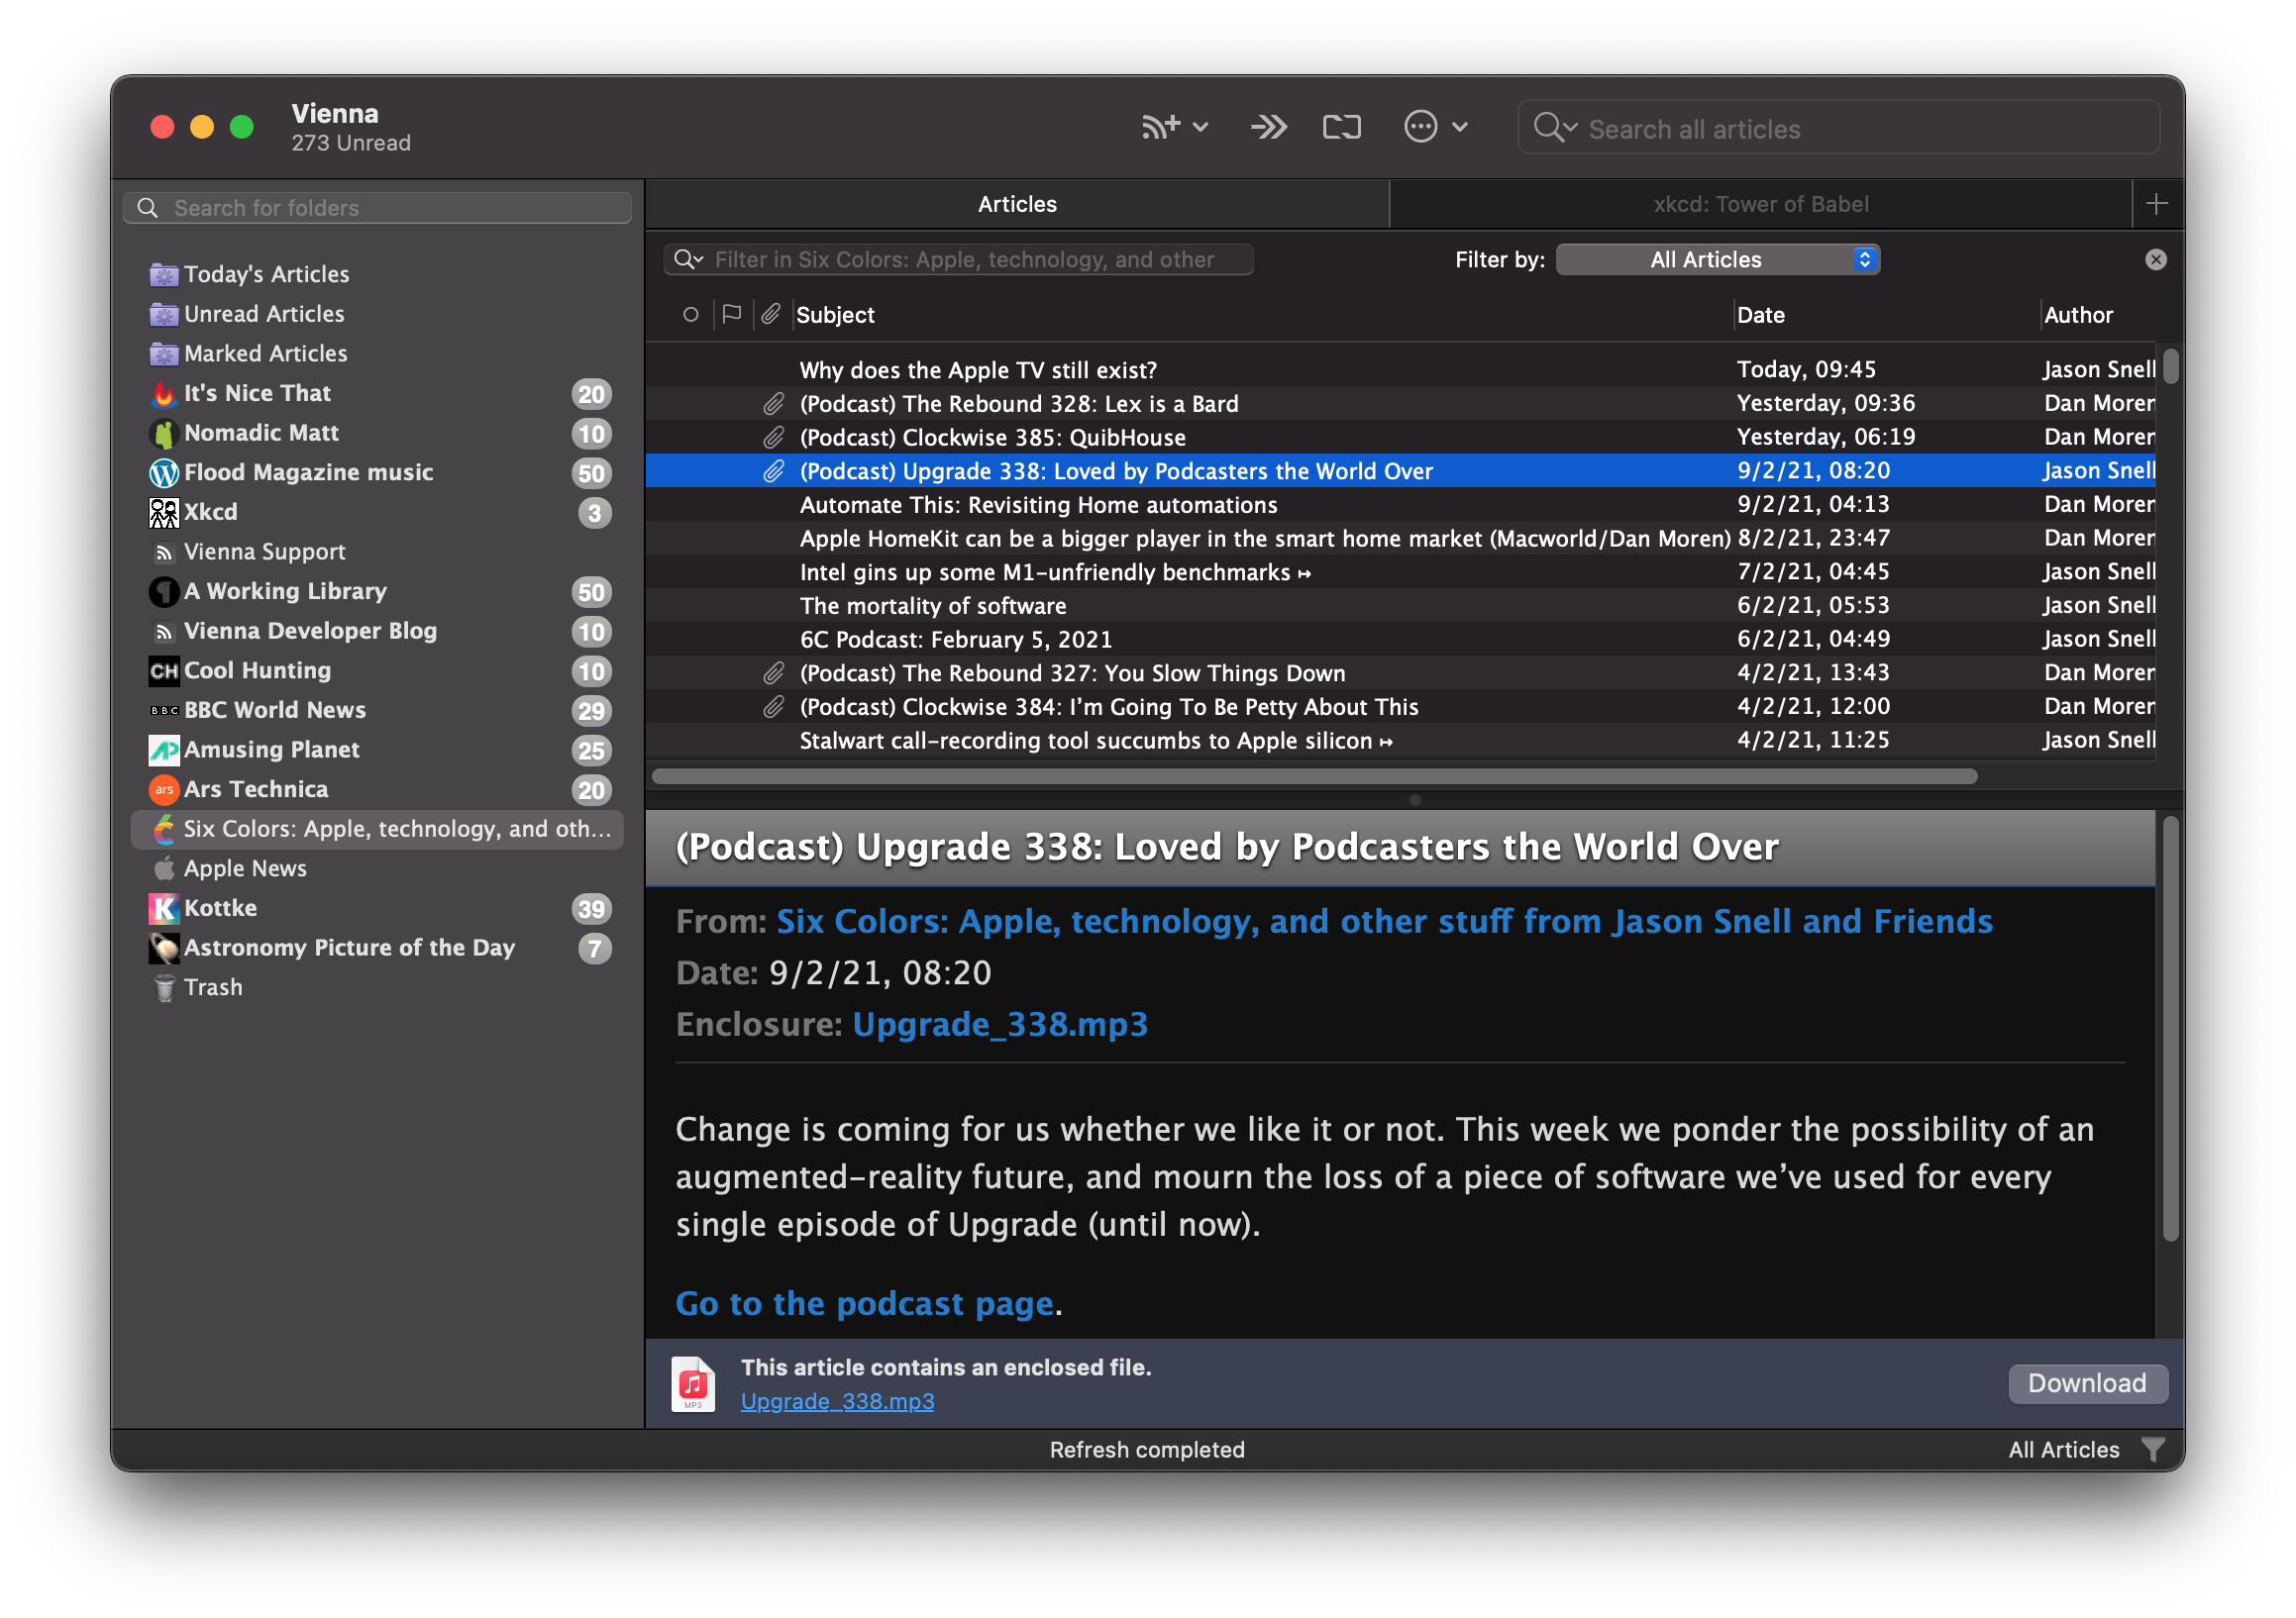 Vienna
273 Unread
Search all articles
Search for folders
Today's Articles
Unread Articles
Marked Articles
It's Nice That 20
Nomadic Matt 10
Flood Magazine music 50
Xkcd 3
Vienna Support
A Working Library 50
Vienna Developer Blog 10
CH Cool Hunting 10
BBC BBC World News 29
AP Amusing Planet 25
ars Ars Technica 20
Six Colors: Apple, technology, and oth...
Apple News
K Kottke 39
Astronomy Picture of the Day 7
Trash
Articles
xkcd: Tower of Babel
Filter in Six Colors: Apple, technology, and other
Filter by: All Articles
Subject Date Author
Why does the Apple TV still exist? Today, 09:45 Jason Snell
(Podcast) The Rebound 328: Lex is a Bard Yesterday, 09:36 Dan Moren
(Podcast) Clockwise 385: QuibHouse Yesterday, 06:19 Dan Moren
(Podcast) Upgrade 338: Loved by Podcasters the World Over 9/2/21, 08:20 Jason Snell
Automate This: Revisiting Home automations 9/2/21, 04:13 Dan Moren
Apple HomeKit can be a bigger player in the smart home market (Macworld/Dan Moren) 8/2/21, 23:47 Dan Moren
Intel gins up some M1-unfriendly benchmarks ↦ 7/2/21, 04:45 Jason Snell
The mortality of software 6/2/21, 05:53 Jason Snell
6C Podcast: February 5, 2021 6/2/21, 04:49 Jason Snell
(Podcast) The Rebound 327: You Slow Things Down 4/2/21, 13:43 Dan Moren
(Podcast) Clockwise 384: I’m Going To Be Petty About This 4/2/21, 12:00 Dan Moren
Stalwart call-recording tool succumbs to Apple silicon ↦ 4/2/21, 11:25 Jason Snell
(Podcast) Upgrade 338: Loved by Podcasters the World Over
From: Six Colors: Apple, technology, and other stuff from Jason Snell and Friends
Date: 9/2/21, 08:20
Enclosure: Upgrade_338.mp3
Change is coming for us whether we like it or not. This week we ponder the possibility of an
augmented-reality future, and mourn the loss of a piece of software we’ve used for every
single episode of Upgrade (until now).
Go to the podcast page.
This article contains an enclosed file.
MP3
Upgrade_338.mp3
Download
Refresh completed
All Articles